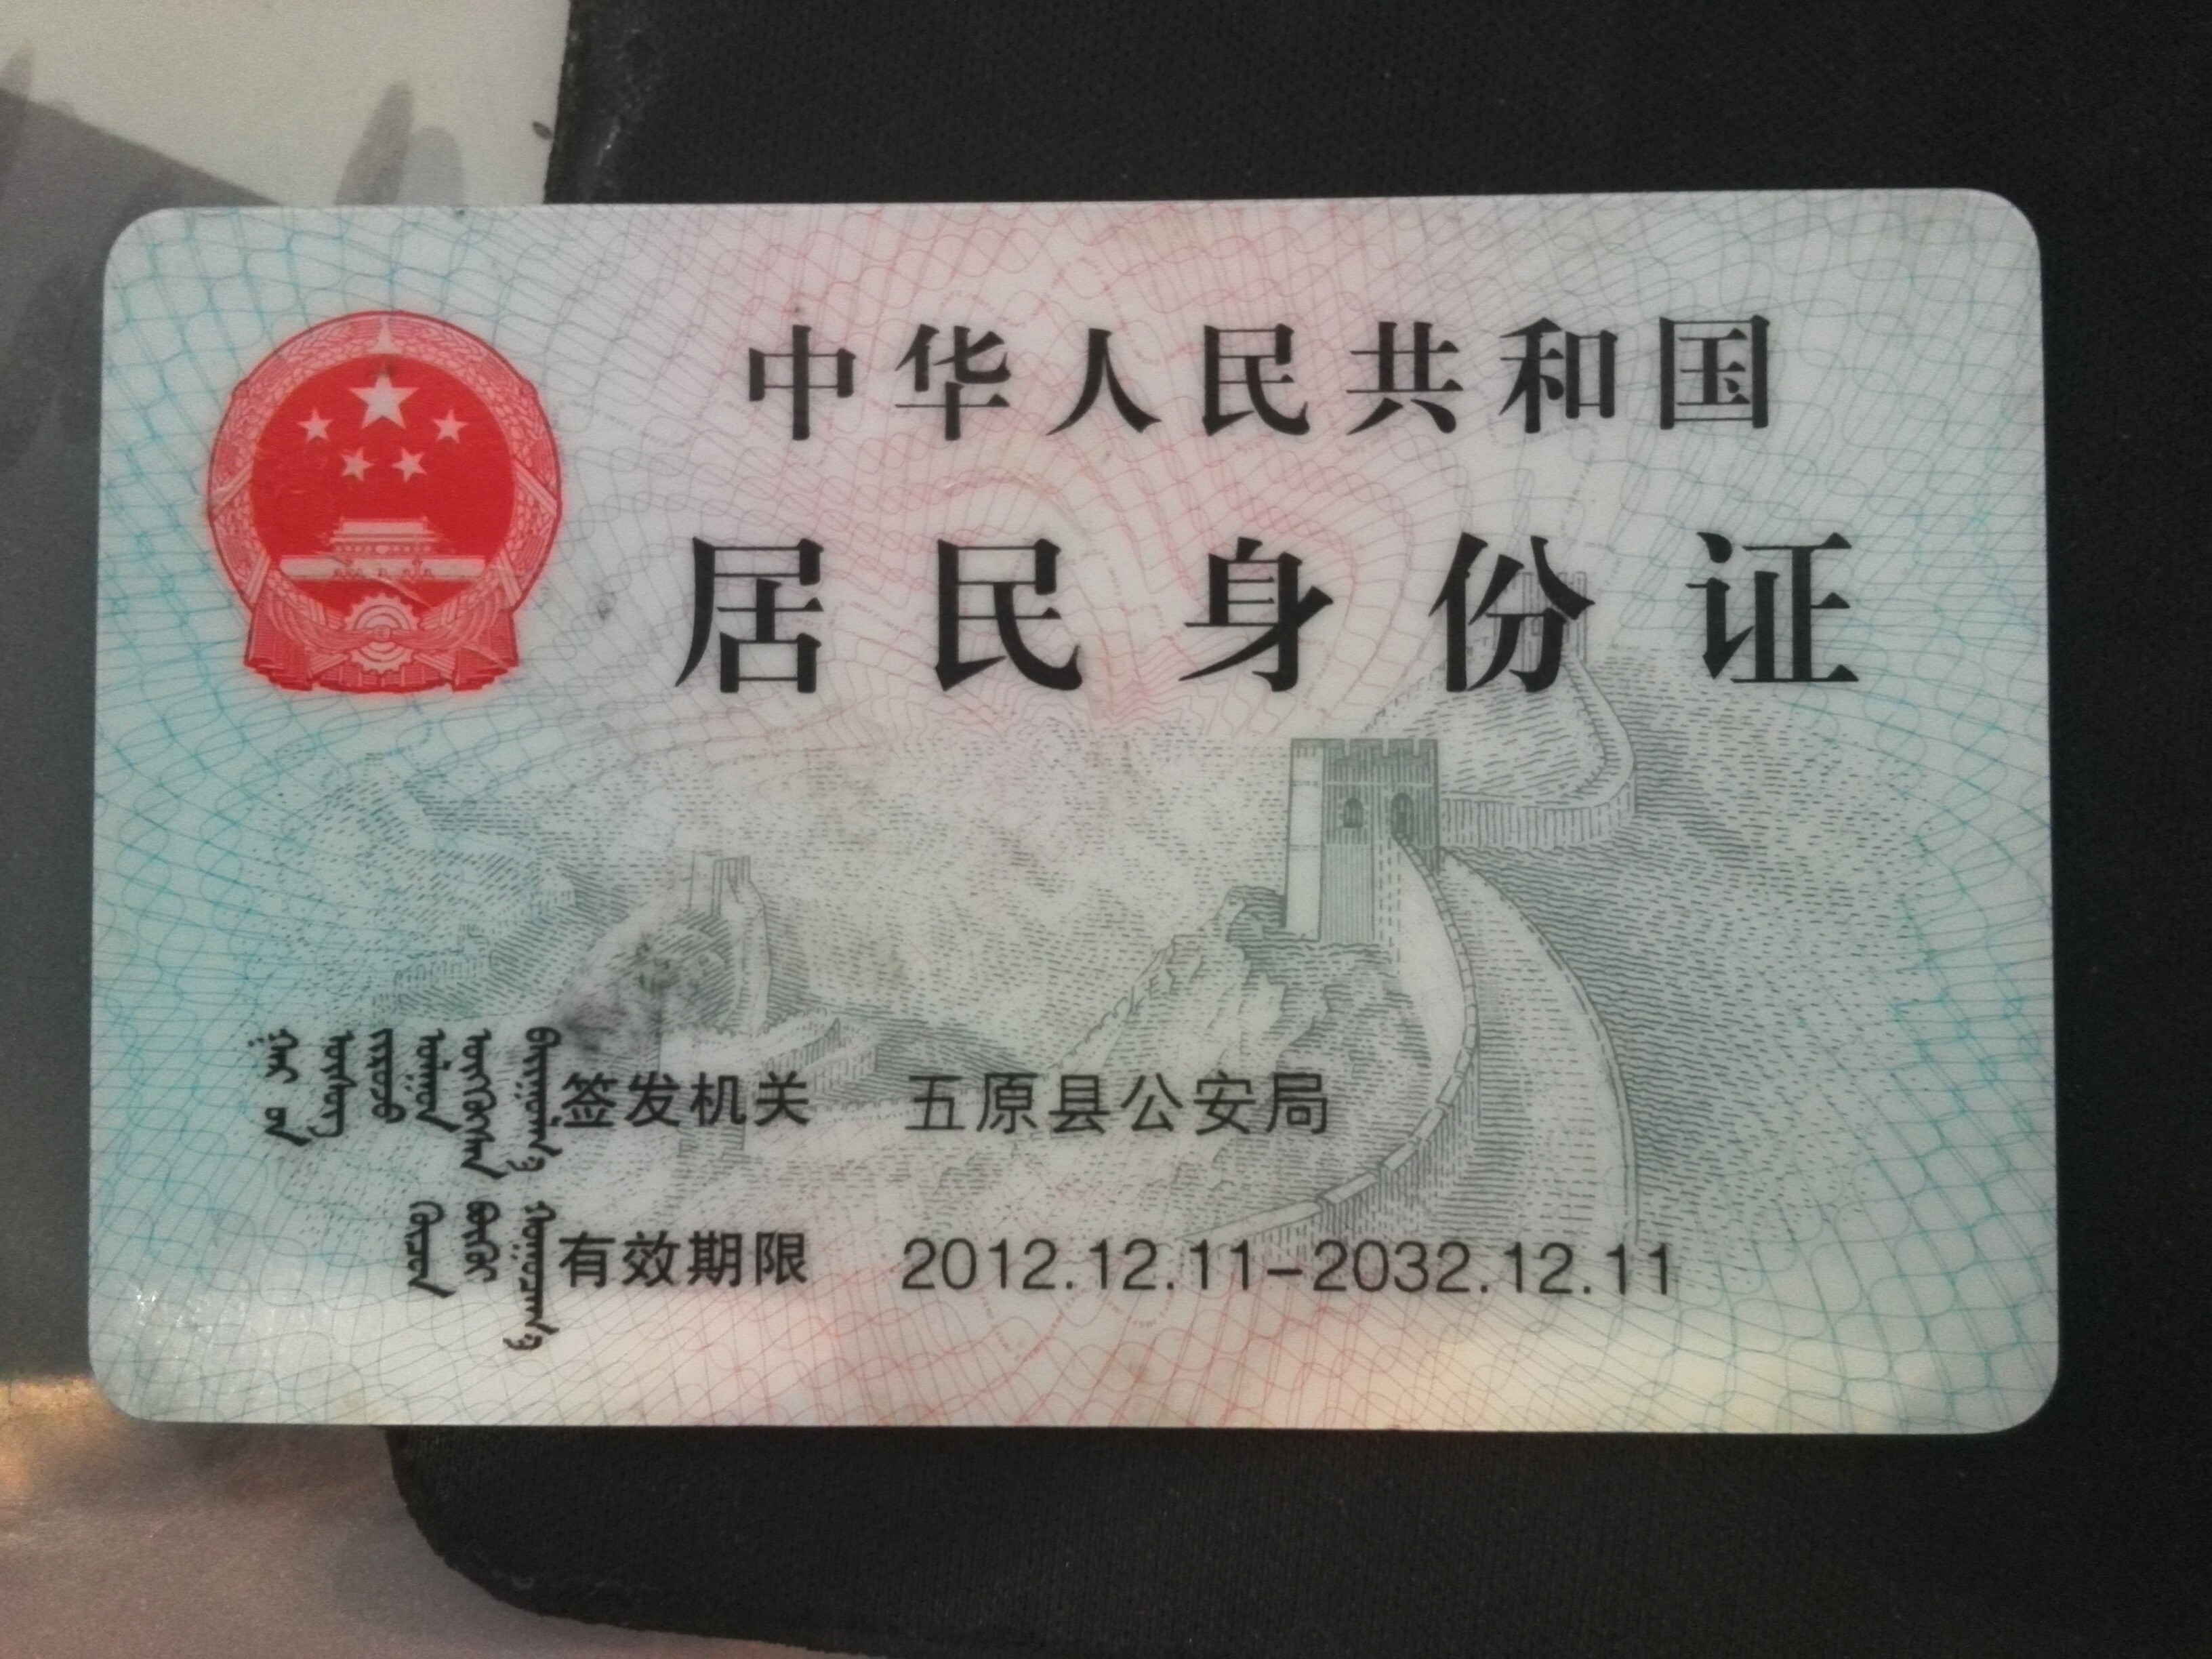 中华人民共和国
居民身份证
签发机关 五原县公安局
有效期限 2012.12.11-2032.12.11